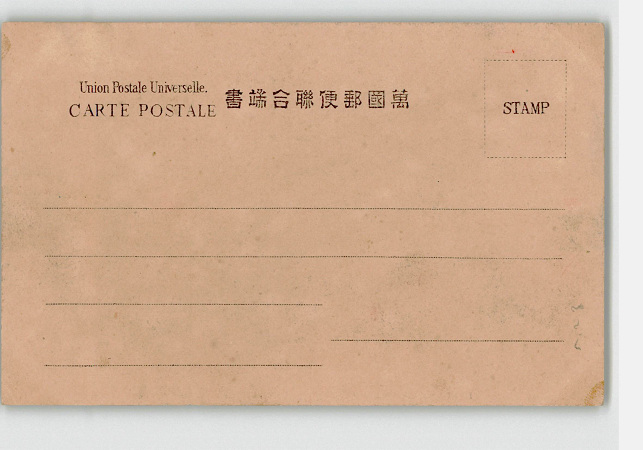 Union Postale Universelle.
CARTE POSTALE
萬國郵便聯合端書
STAMP